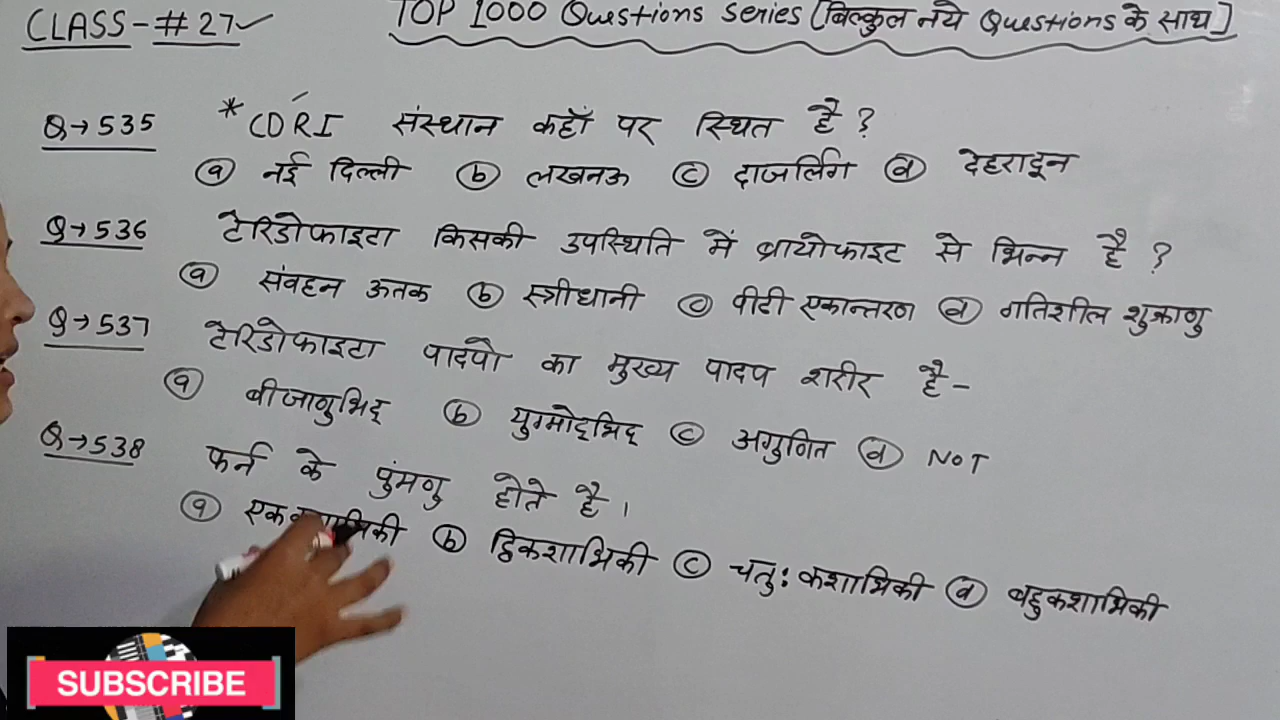 CLASS-#27✓
TOP 1000 Questions series [बिल्कुल नये Questions के साथ]
Q→535 *CDRI संस्थान कहाँ पर स्थित है?
ⓐ नई दिल्ली ⓑ लखनऊ ⓒ दाजर्लिंग ⓓ देहरादून
Q→536 टेरिडोफाइटा किसकी उपस्थिति में ब्रायोफाइट से भिन्न है?
ⓐ संवहन ऊतक ⓑ स्त्रीधानी ⓒ पीढी एकान्तरण ⓓ गतिशील शुक्राणु
Q→537 टेरिडोफाइटा पादपो का मुख्य पादप शरीर है-
ⓐ बीजाणुभिद् ⓑ युग्मोद्भिद् ⓒ अगुणित ⓓ NOT
Q→538 फर्न के पुंमणु होते है।
ⓐ ⓑ द्विकशाभिकी ⓒ चतु:कशाभिकी ⓓ बहुकशाभिकी
SUBSCRIBE